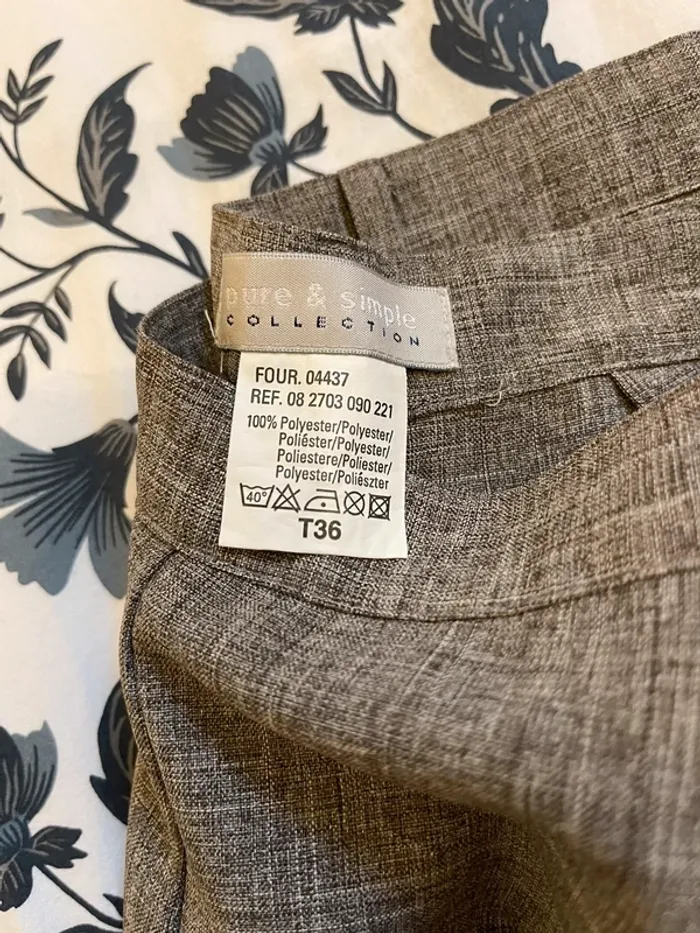 pure & simple
COLLECTION
FOUR. 04437
REF. 08 2703 090 221
100% Polyester/Polyester/
Poliéster/Polyester/
Poliestere/Poliester/
Polyester/Poliészter
40°
T36